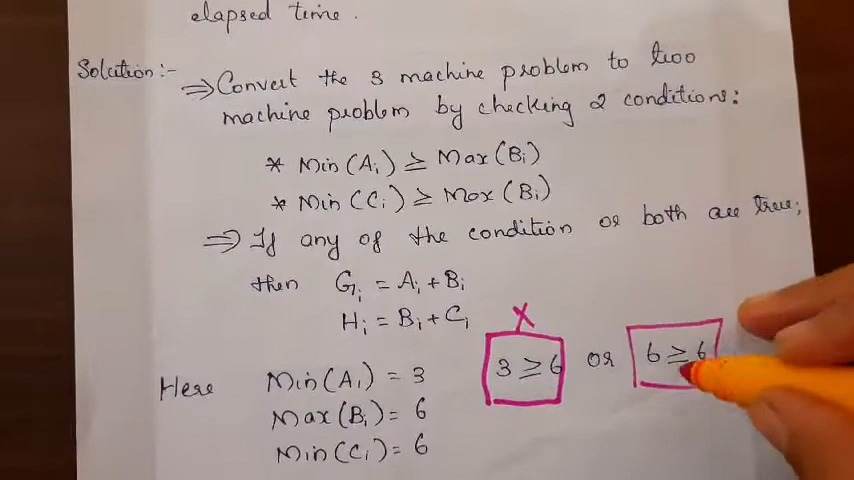 elapsed time.
Solution:-
⇒ Convert the 3 machine problem to two
machine problem by checking 2 conditions:
* Min(Ai) ≥ Max(Bi)
* Min(Ci) ≥ Max(Bi)
⇒ If any of the condition or both are true;
then Gi = Ai + Bi
Hi = Bi + Ci
X
Here Min(Ai) = 3
3 ≥ 6 or 6 ≥ 6
Max(Bi) = 6
Min(Ci) = 6